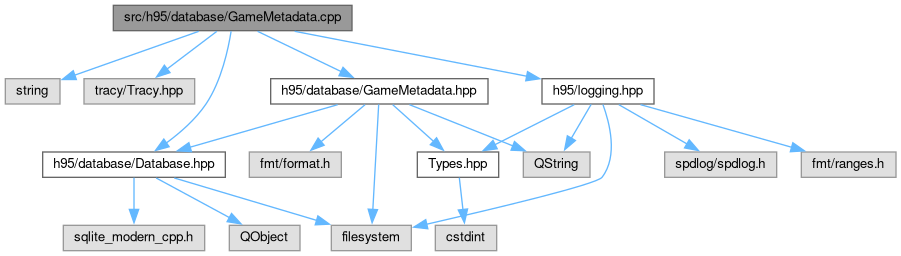 src/h95/database/GameMetadata.cpp
string
tracy/Tracy.hpp
h95/database/GameMetadata.hpp
h95/logging.hpp
h95/database/Database.hpp
fmt/format.h
Types.hpp
QString
spdlog/spdlog.h
fmt/ranges.h
sqlite_modern_cpp.h
QObject
filesystem
cstdint